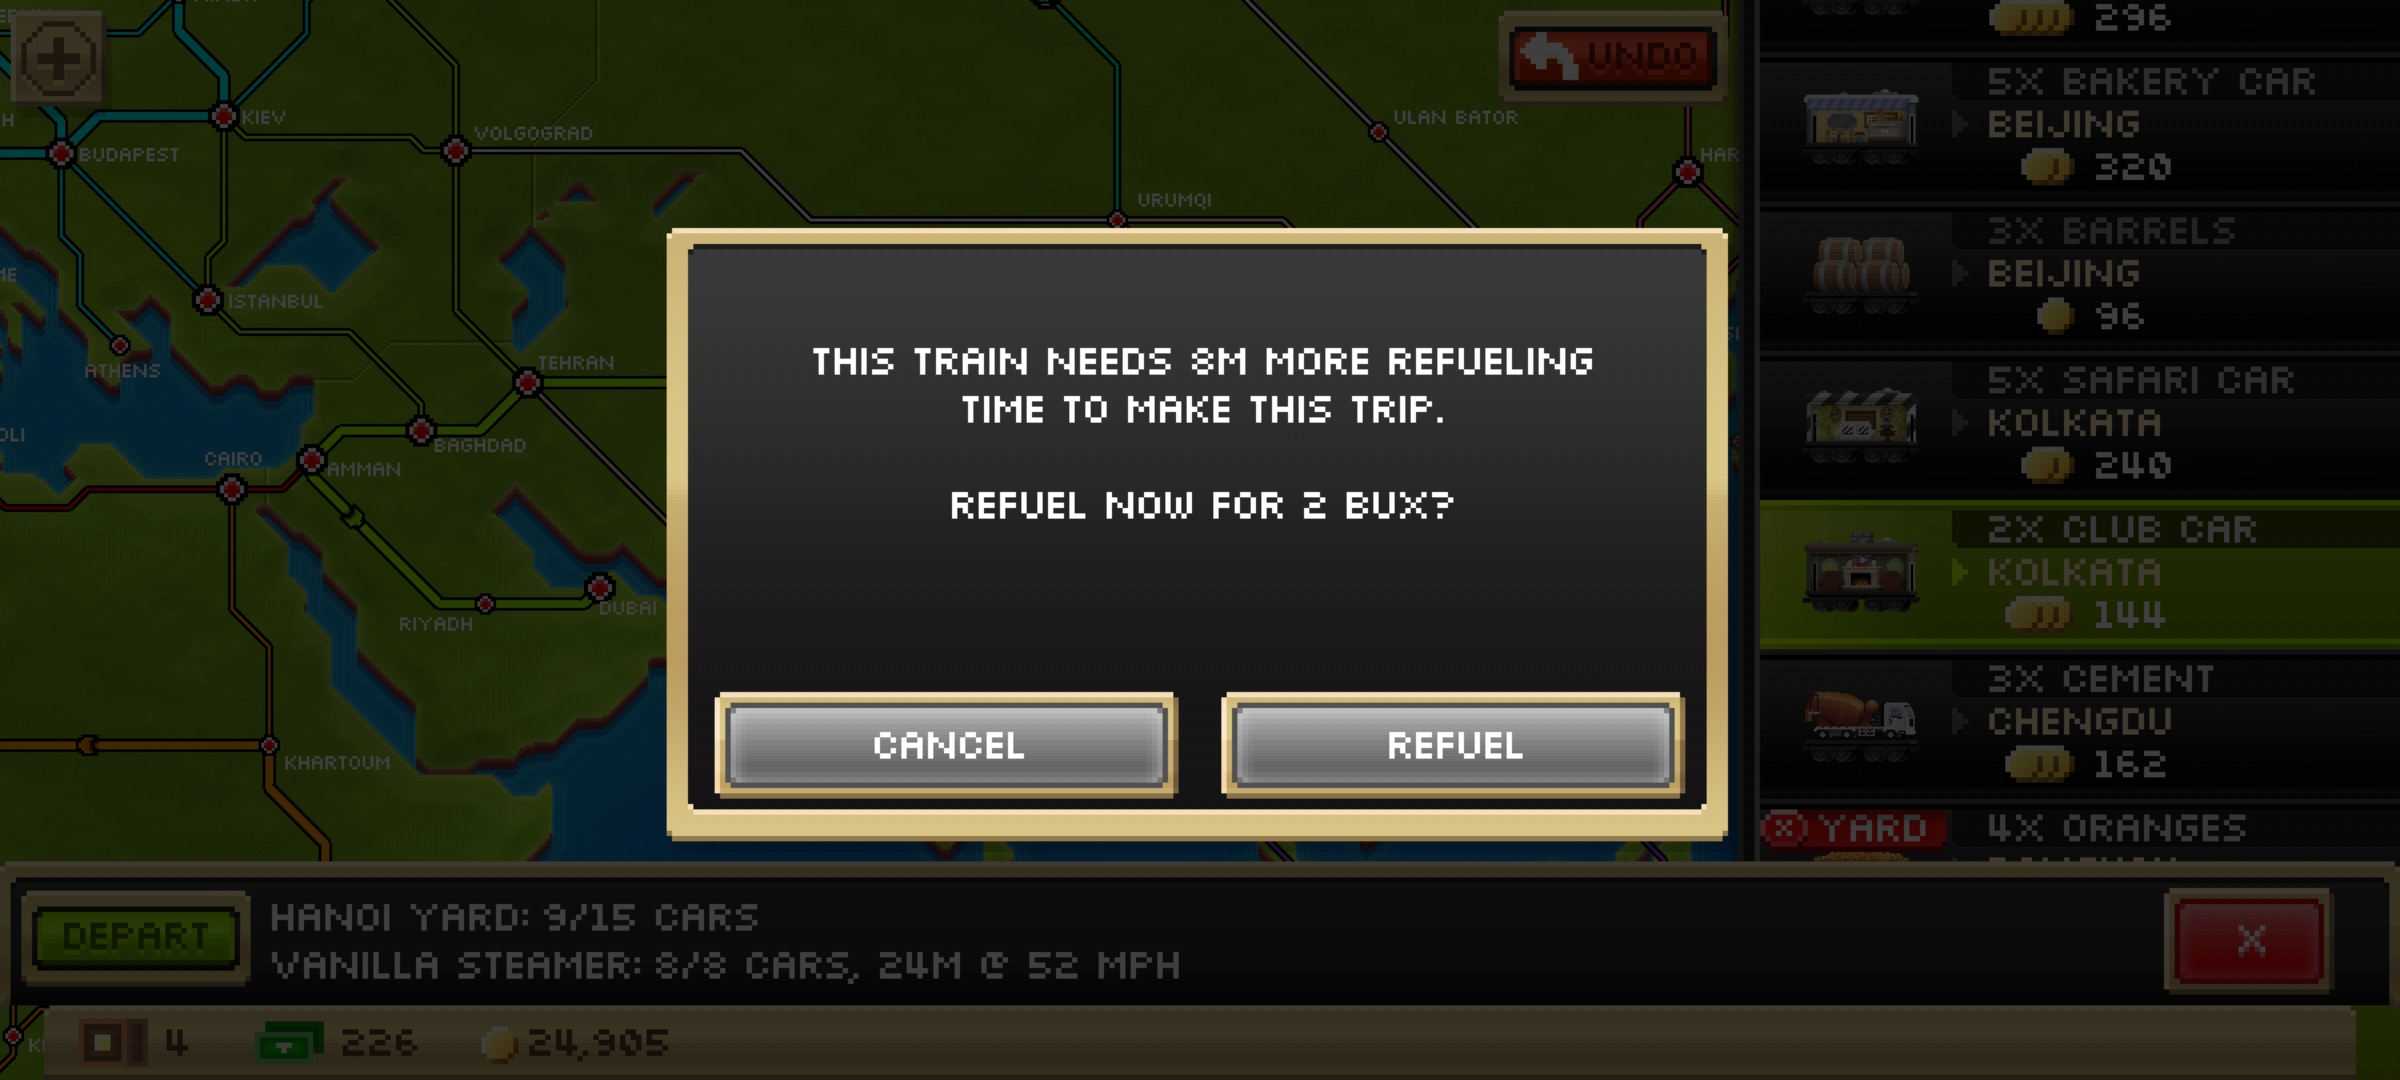 296
UNDO
KIEV
VOLGOGRAD
ULAN BATOR
BUDAPEST
URUMQI
ISTANBUL
ATHENS
TEHRAN
BAGHDAD
CAIRO
AMMAN
RIYADH
DUBAI
KHARTOUM
THIS TRAIN NEEDS 8M MORE REFUELING
TIME TO MAKE THIS TRIP.
REFUEL NOW FOR 2 BUX?
CANCEL
REFUEL
5X BAKERY CAR
BEIJING
320
3X BARRELS
BEIJING
96
5X SAFARI CAR
KOLKATA
240
2X CLUB CAR
KOLKATA
144
3X CEMENT
CHENGDU
162
X YARD
4X ORANGES
DEPART
HANOI YARD: 9/15 CARS
VANILLA STEAMER: 8/8 CARS, 24M @ 52 MPH
X
4
226
24,905